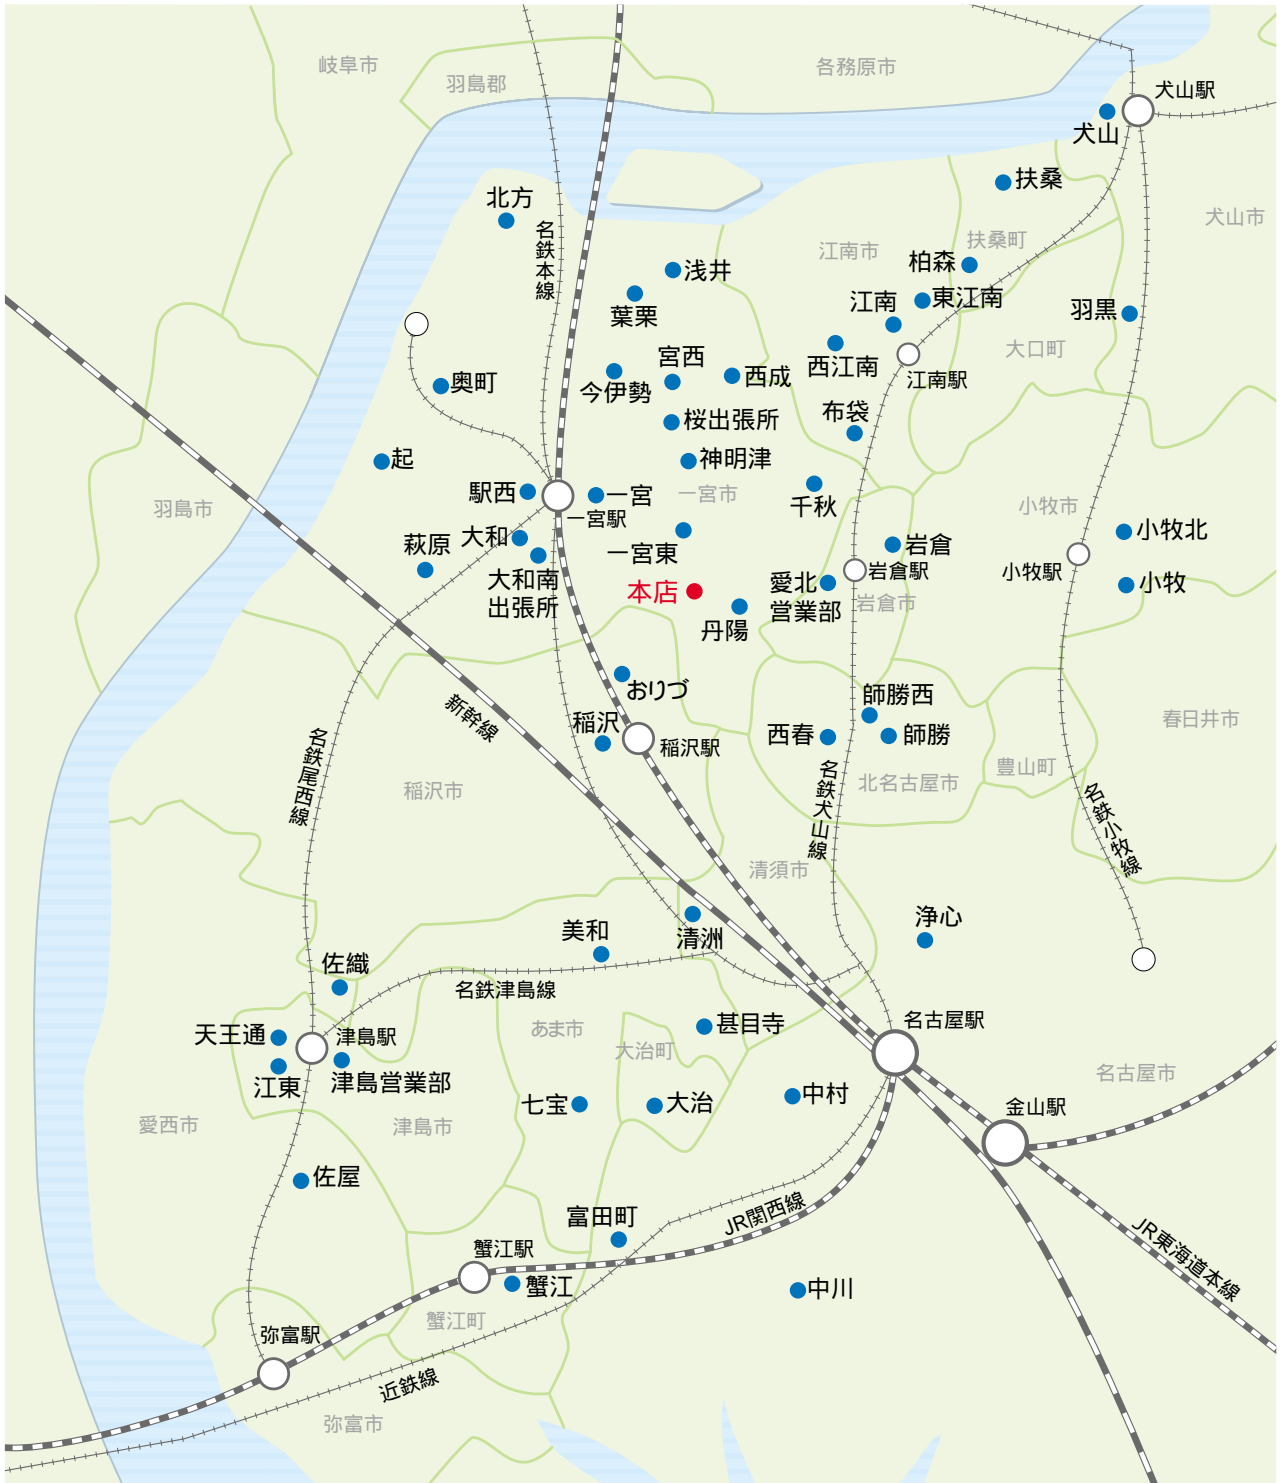 岐阜市
羽島郡
各務原市
犬山駅
犬山
扶桑
北方
犬山市
名鉄本線
江南市
扶桑町
浅井
柏森
葉栗
江南
東江南
羽黒
宮西
西江南
大口町
奥町
今伊勢
西成
江南駅
桜出張所
布袋
起
神明津
駅西
一宮
一宮市
千秋
羽島市
一宮駅
小牧市
小牧北
萩原
大和
一宮東
岩倉
小牧駅
大和南
出張所
本店
愛北
営業部
岩倉駅
小牧
岩倉市
丹陽
おりづ
師勝西
新幹線
稲沢
稲沢駅
西春
師勝
春日井市
名鉄尾西線
稲沢市
名鉄犬山線
北名古屋市
豊山町
名鉄小牧線
清須市
美和
清洲
浄心
佐織
名鉄津島線
天王通
津島駅
あま市
甚目寺
名古屋駅
大治町
江東
津島営業部
七宝
大治
中村
名古屋市
金山駅
愛西市
津島市
佐屋
富田町
JR関西線
蟹江駅
蟹江
中川
JR東海道本線
弥富駅
蟹江町
近鉄線
弥富市